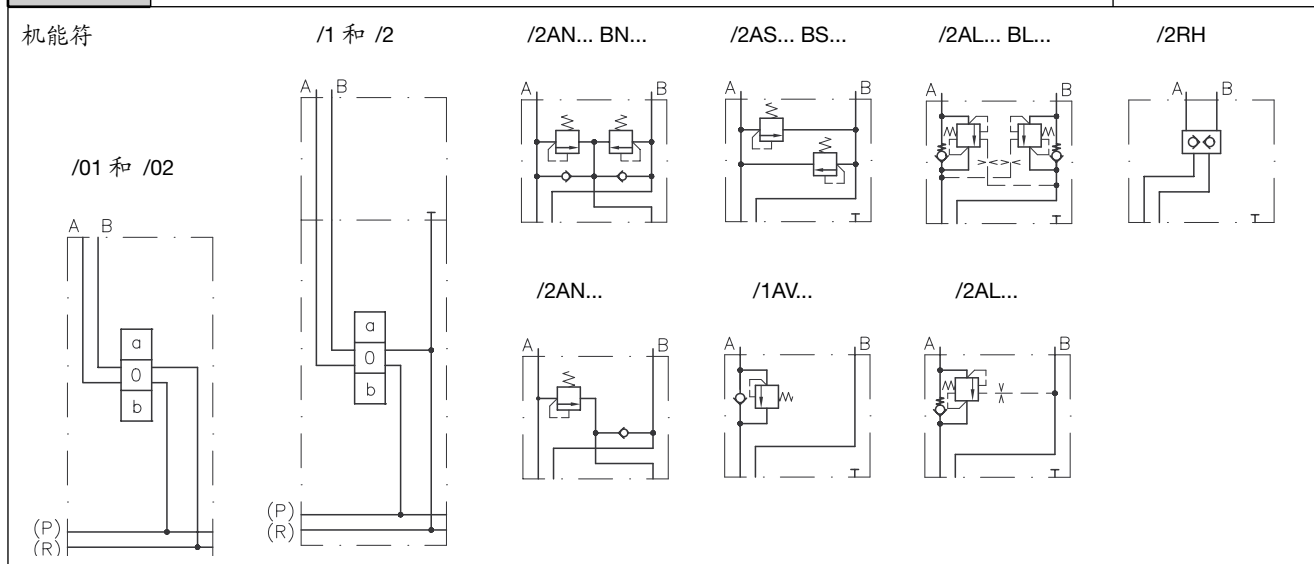 机能符
/1 和 /2
/2AN... BN...
/2AS... BS...
/2AL... BL...
/2RH
/01 和 /02
A B
A B
A B
A B
A B
A B
a
0
b
(P)
(R)
a
0
b
(P)
(R)
/2AN...
/1AV...
/2AL...
A B
A B
A B